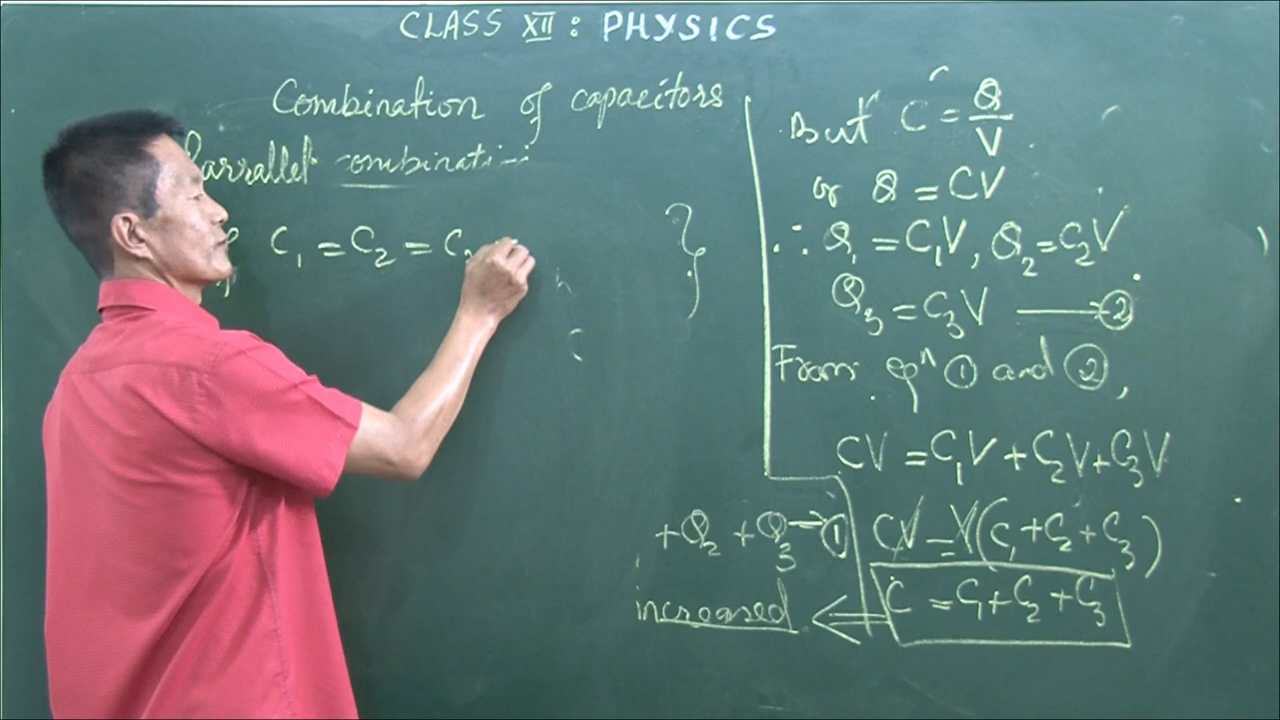 CLASS XII : PHYSICS
Combination of capacitors
Parrallel combinati
If C₁ = C₂ = C₃
}
+Q₂ + Q₃ → ①
increased
But C = Q/V
or Q = CV
∴ Q₁ = C₁V, Q₂ = C₂V
Q₃ = C₃V → ②
From eqⁿ ① and ②,
CV = C₁V + C₂V + C₃V
CV = V(C₁ + C₂ + C₃)
C = C₁ + C₂ + C₃